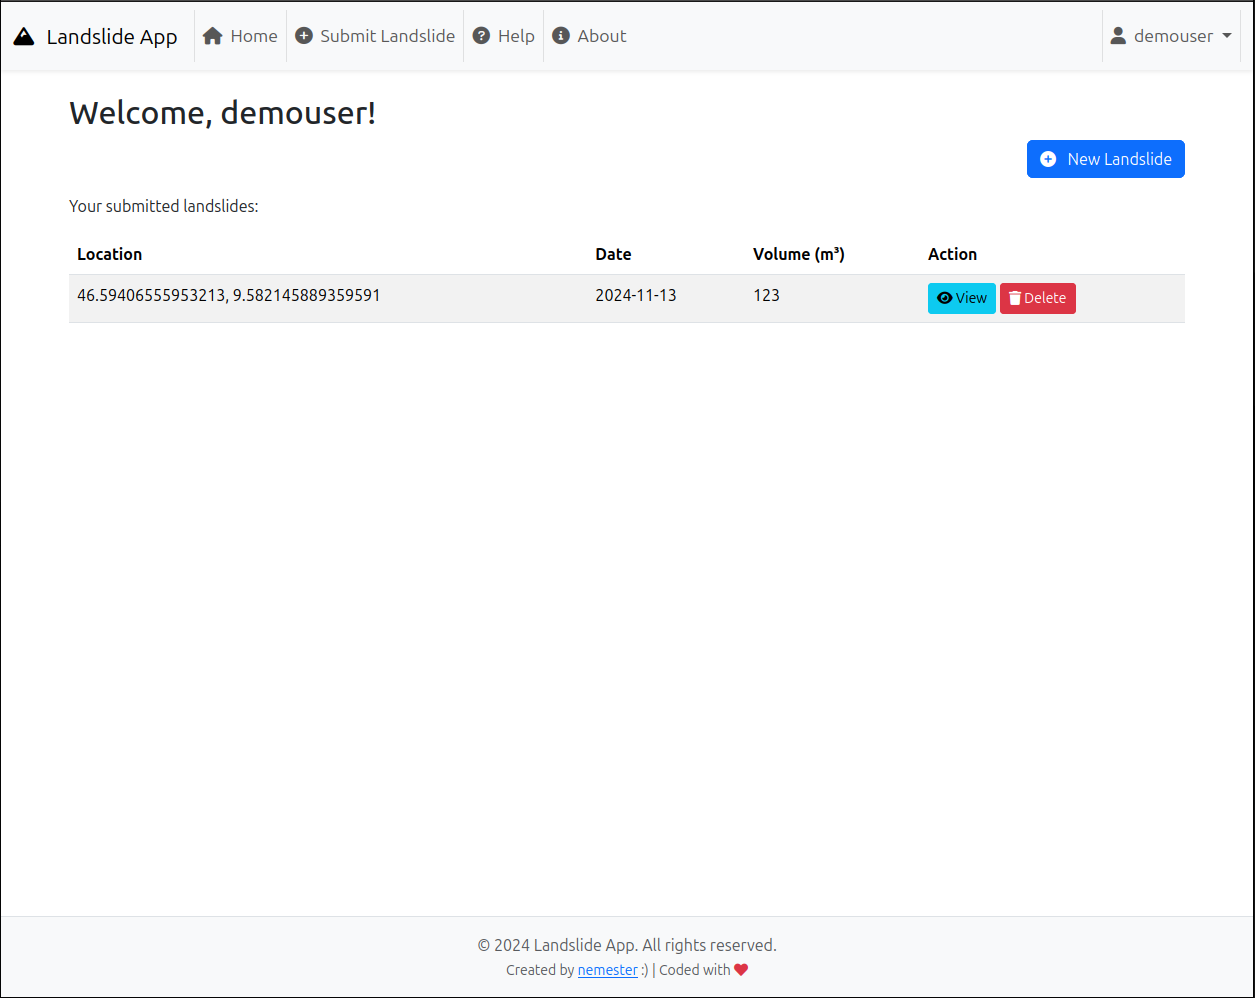 Landslide App Home Submit Landslide Help About demouser
Welcome, demouser!
New Landslide
Your submitted landslides:
Location Date Volume (m³) Action
46.59406555953213, 9.582145889359591 2024-11-13 123 View Delete
© 2024 Landslide App. All rights reserved.
Created by nemester :) | Coded with